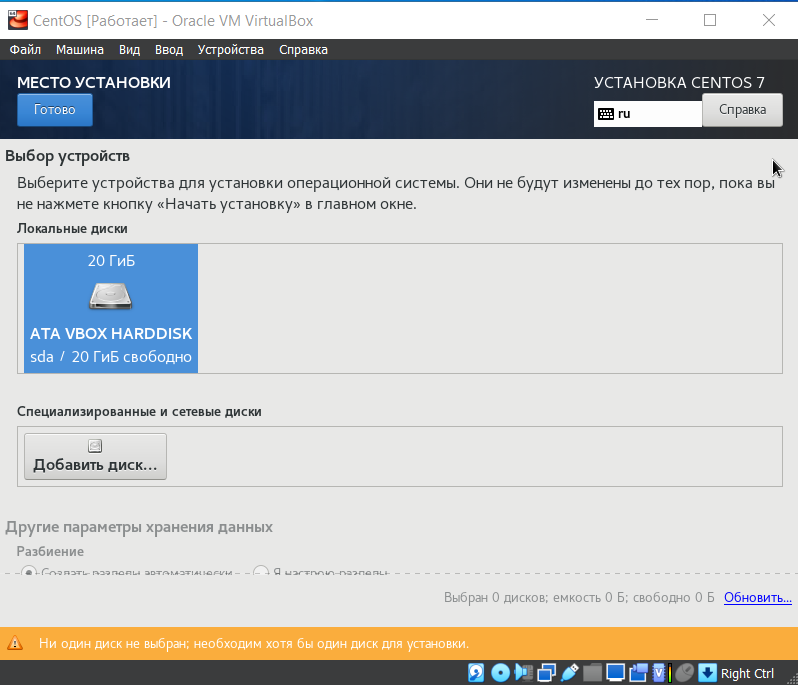 CentOS [Работает] - Oracle VM VirtualBox
Файл Машина Вид Ввод Устройства Справка
МЕСТО УСТАНОВКИ
УСТАНОВКА CENTOS 7
Готово
ru
Справка
Выбор устройств
Выберите устройства для установки операционной системы. Они не будут изменены до тех пор, пока вы
не нажмете кнопку «Начать установку» в главном окне.
Локальные диски
20 ГиБ
ATA VBOX HARDDISK
sda / 20 ГиБ свободно
Специализированные и сетевые диски
Добавить диск...
Другие параметры хранения данных
Разбиение
Создать разделы автоматически. Я настрою разделы.
Выбран 0 дисков; емкость 0 Б; свободно 0 Б Обновить...
Ни один диск не выбран; необходим хотя бы один диск для установки.
Right Ctrl